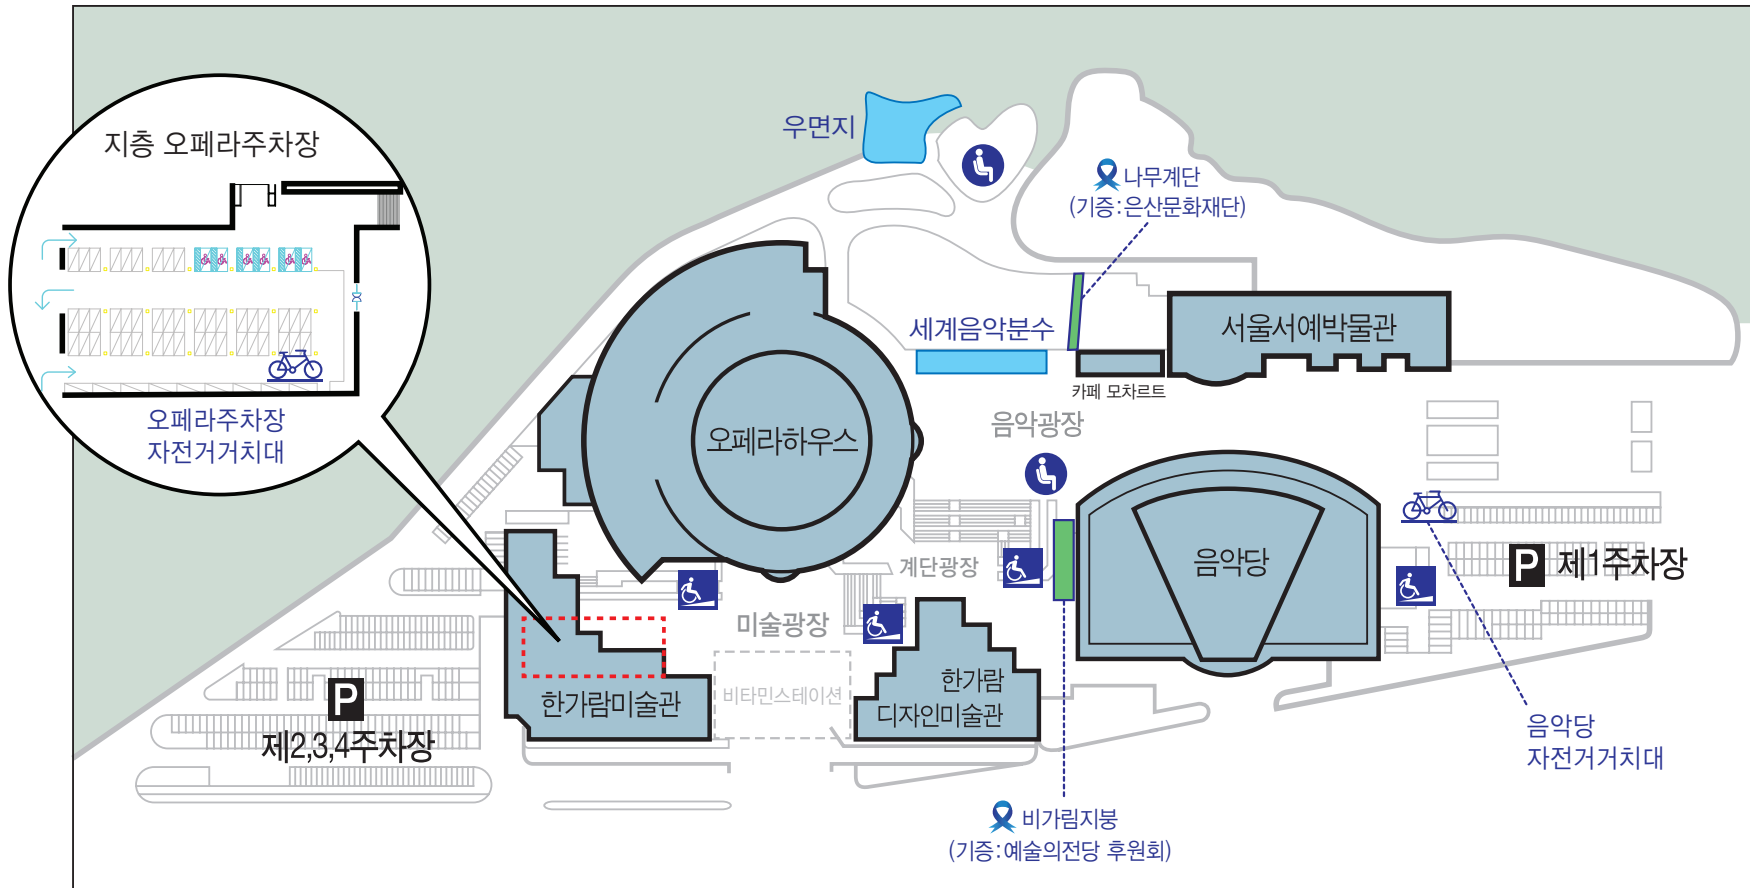 지층 오페라주차장
오페라주차장
자전거거치대
우면지
나무계단
(기증:은산문화재단)
세계음악분수
서울서예박물관
카페 모차르트
음악광장
오페라하우스
음악당
계단광장
P 제1주차장
미술광장
비타민스테이션
한가람미술관
한가람
디자인미술관
P
제2,3,4주차장
음악당
자전거거치대
비가림지붕
(기증:예술의전당 후원회)